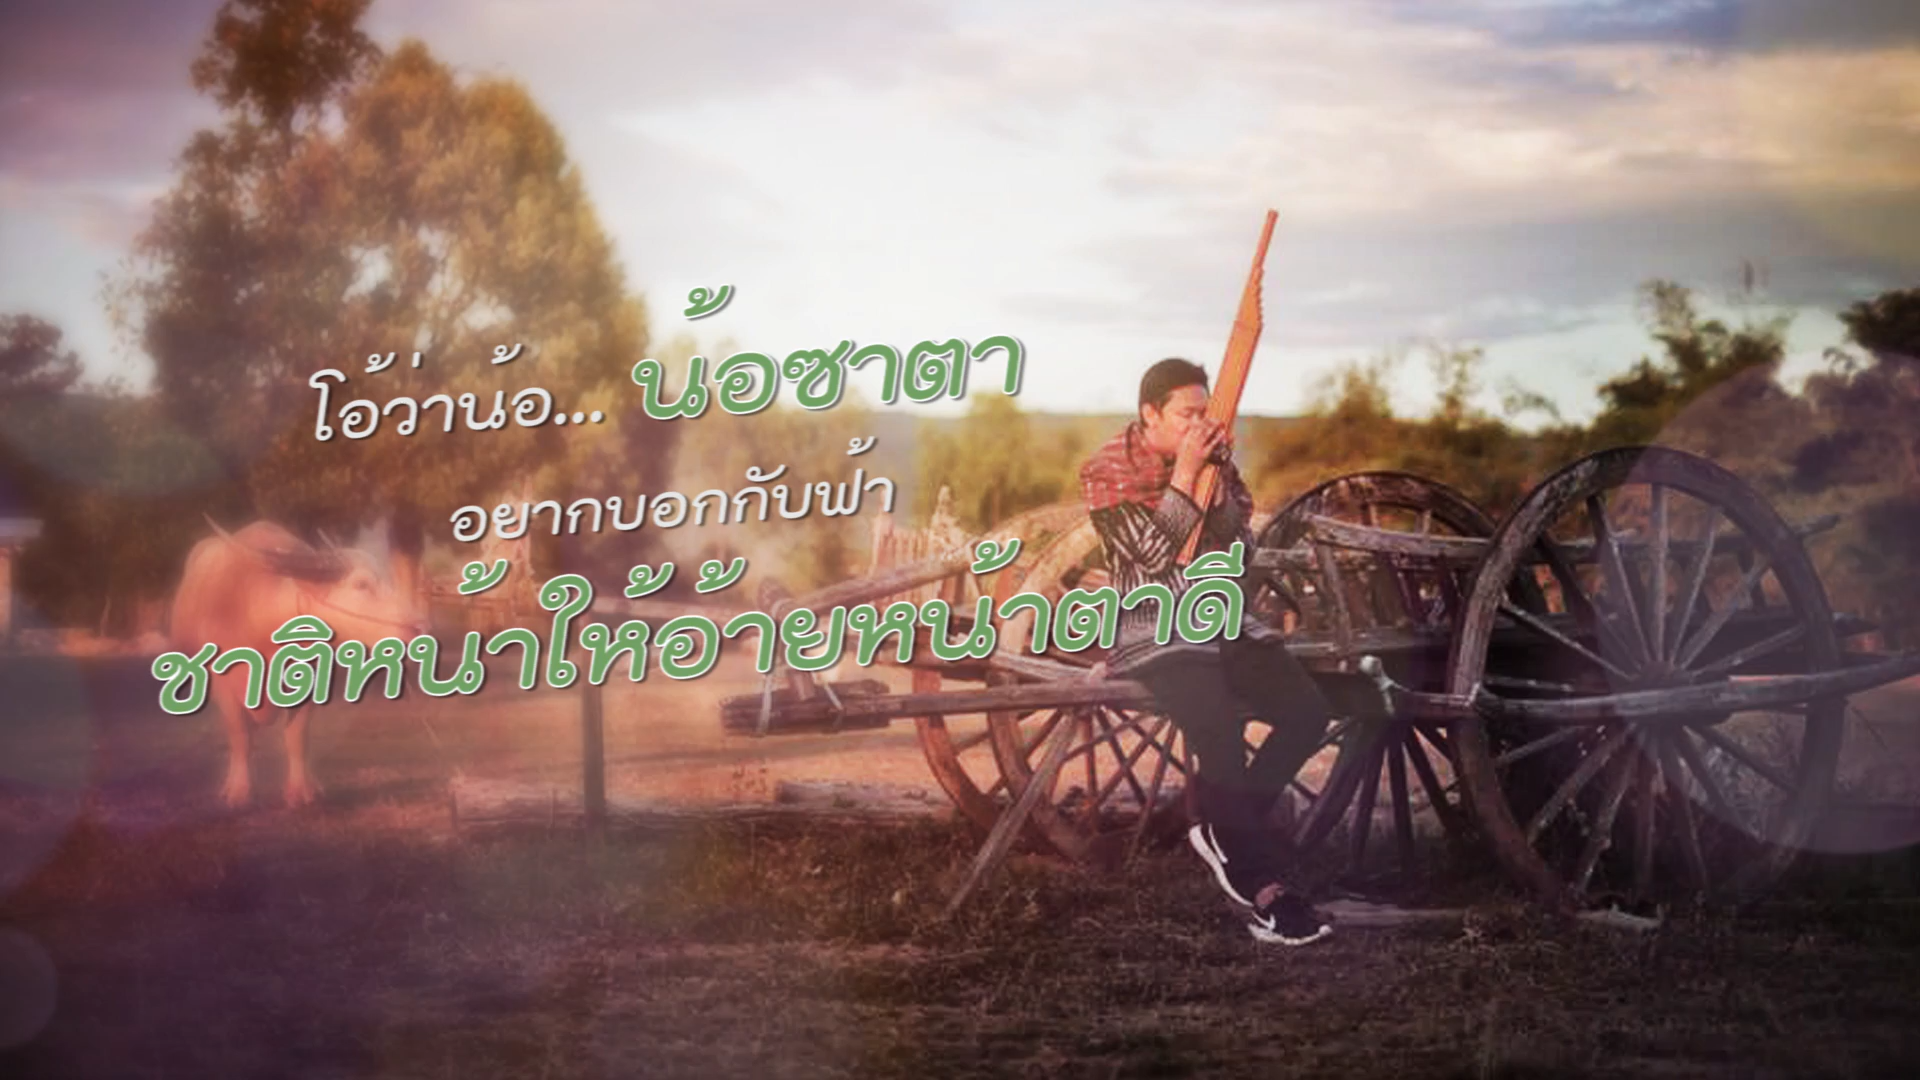 โอ้ว่าน้อ... น้อซาตา
อยากบอกกับฟ้า
ชาติหน้าให้อ้ายหน้าตาดี